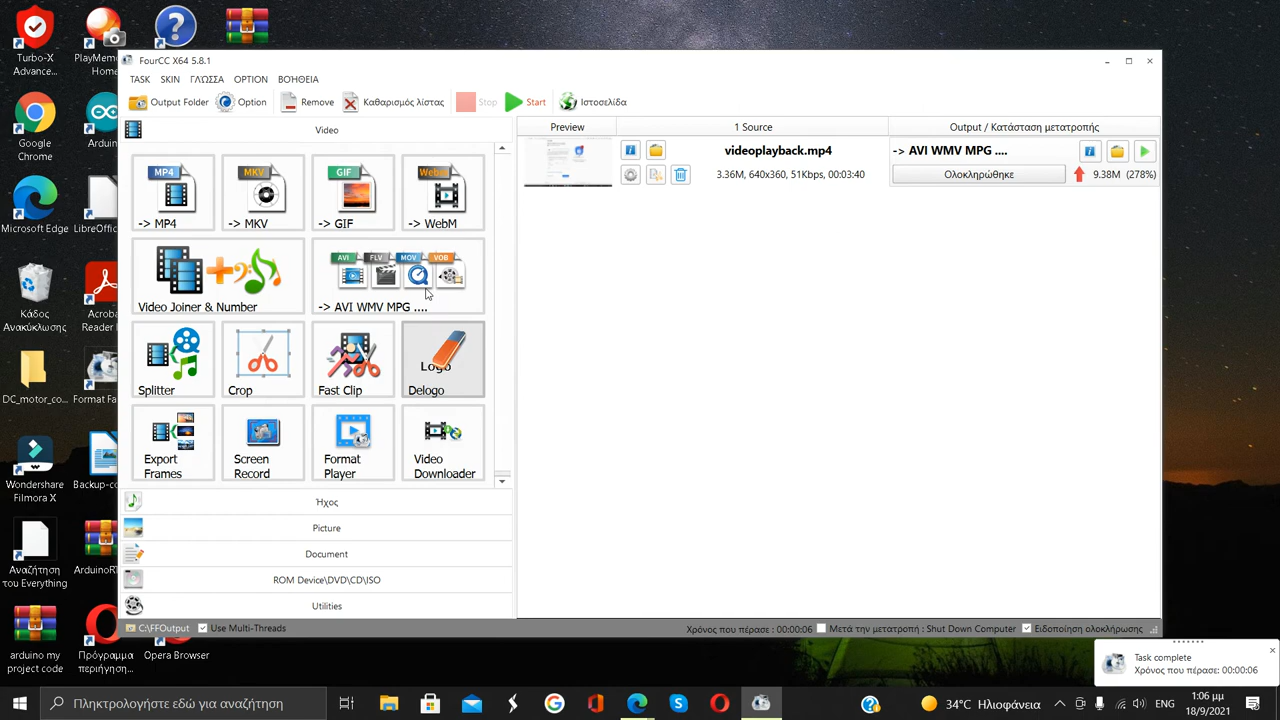 Turbo-X
Advance...
PlayMemo
Home
FourCC X64 5.8.1
TASK SKIN ΓΛΏΣΣΑ OPTION ΒΟΉΘΕΙΑ
Output Folder Option Remove Καθαρισμός λίστας Stop Start Ιστοσελίδα
Video
Preview 1 Source Output / Κατάσταση μετατροπής
videoplayback.mp4
-> AVI WMV MPG ....
3.36M, 640x360, 51Kbps, 00:03:40
Ολοκληρώθηκε
9.38M (278%)
MP4
-> MP4
MKV
-> MKV
GIF
-> GIF
WebM
-> WebM
Video Joiner & Number
AVI FLV MOV VOB
-> AVI WMV MPG ....
Splitter
Crop
Fast Clip
Logo
Delogo
Export
Frames
Screen
Record
Format
Player
Video
Downloader
Ήχος
Picture
Document
ROM Device\DVD\CD\ISO
Utilities
C:\FFOutput Use Multi-Threads
Χρόνος που πέρασε : 00:00:06 Μετά την μετατροπή : Shut Down Computer Ειδοποίηση ολοκλήρωσης
Google
Chrome
Arduino
Microsoft Edge
LibreOffi
Κάδος
Ανακύκλωσης
Acrobat
Reader
DC_motor_co...
Format Fa
Wondershare
Filmora X
Backup-co
Αναζήτηση
του Everything
ArduinoR
arduino my
project code
Πρόγραμμα
περιήγηση...
Opera Browser
Task complete
Χρόνος που πέρασε: 00:00:06
Πληκτρολογήστε εδώ για αναζήτηση
34°C Ηλιοφάνεια
ENG
1:06 μμ
18/9/2021